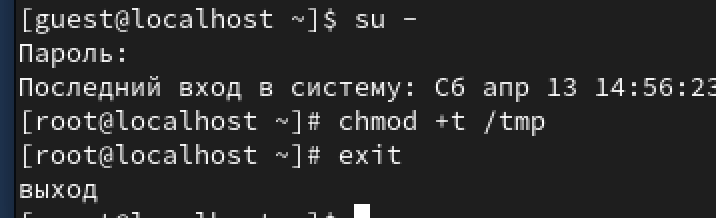 [guest@localhost ~]$ su -
Пароль:
Последний вход в систему: Сб апр 13 14:56:23
[root@localhost ~]# chmod +t /tmp
[root@localhost ~]# exit
выход